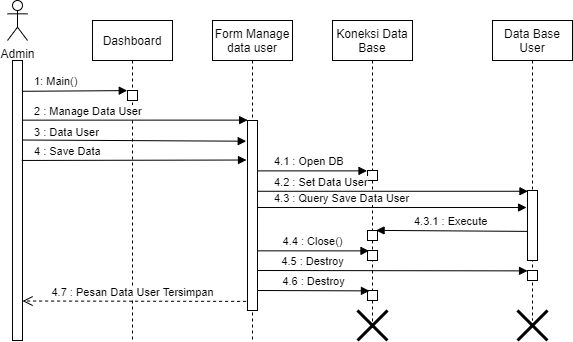 Admin
Dashboard
Form Manage
data user
Koneksi Data
Base
Data Base
User
1: Main()
2 : Manage Data User
3 : Data User
4 : Save Data
4.1 : Open DB
4.2 : Set Data User
4.3 : Query Save Data User
4.3.1 : Execute
4.4 : Close()
4.5 : Destroy
4.6 : Destroy
4.7 : Pesan Data User Tersimpan